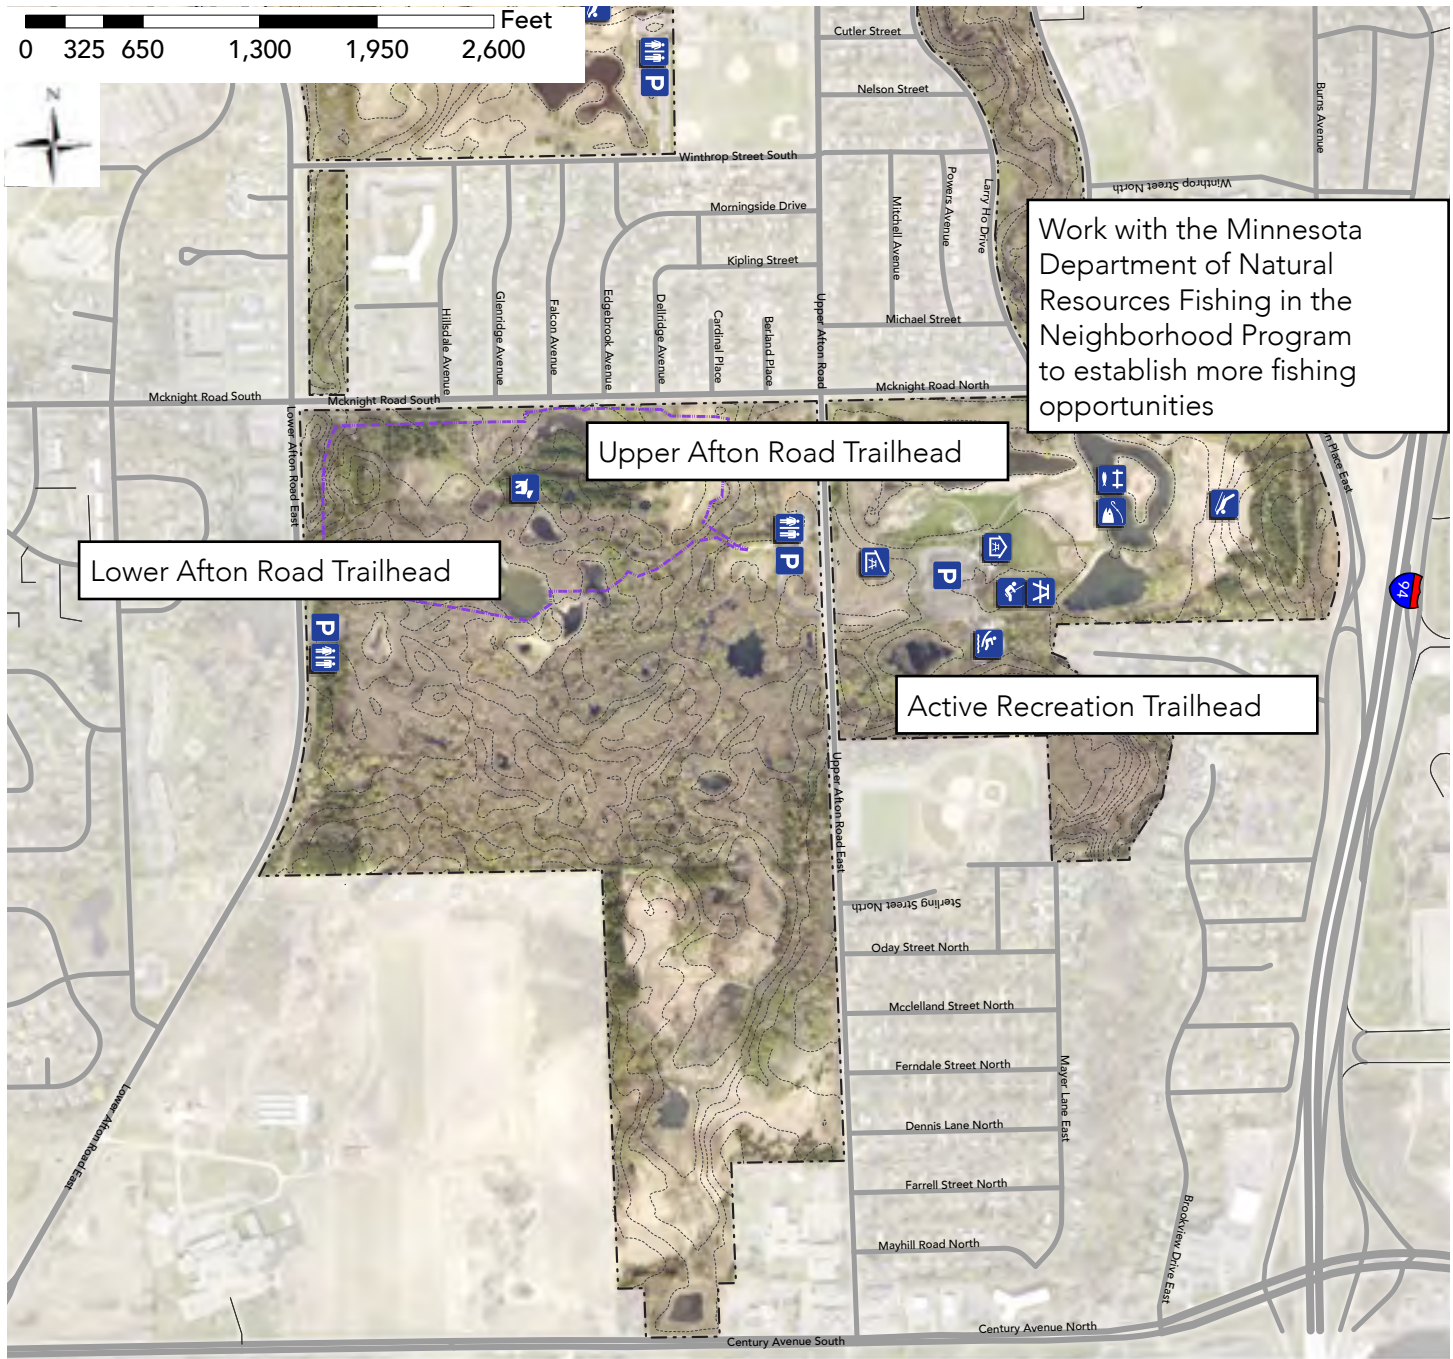 Feet
0 325 650 1,300 1,950 2,600
N
P
Cutler Street
Nelson Street
Burns Avenue
Winthrop Street South
Winthrop Street North
Morningside Drive
Kipling Street
Mitchell Avenue
Powers Avenue
Larry Ho Drive
Michael Street
Hillsdale Avenue
Glenridge Avenue
Falcon Avenue
Edgebrook Avenue
Dellridge Avenue
Cardinal Place
Berland Place
Upper Afton Road
Work with the Minnesota
Department of Natural
Resources Fishing in the
Neighborhood Program
to establish more fishing
opportunities
Mcknight Road South
Mcknight Road South
Mcknight Road North
Lower Afton Road East
Upper Afton Road Trailhead
Place East
P
P
94
Lower Afton Road Trailhead
P
Active Recreation Trailhead
Upper Afton Road East
Sterling Street North
Oday Street North
Mcclelland Street North
Ferndale Street North
Mayer Lane East
Dennis Lane North
Farrell Street North
Mayhill Road North
Lower Afton Road East
Brookview Drive East
Century Avenue South
Century Avenue North